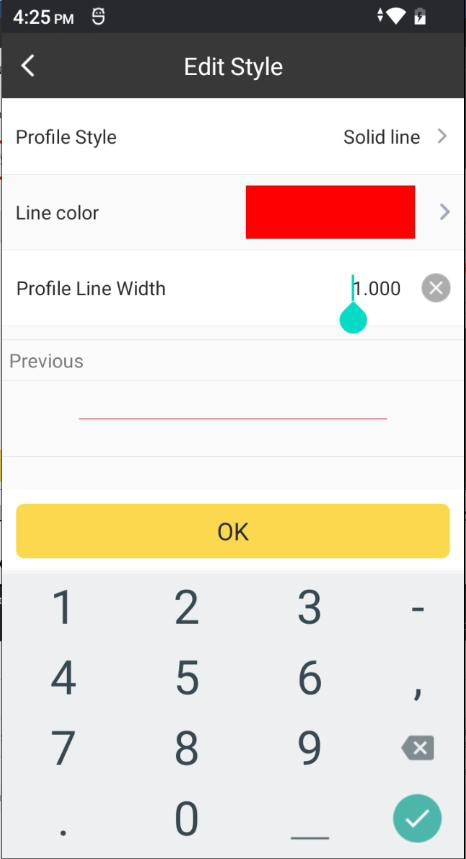 4:25 PM
Edit Style
Profile Style Solid line
Line color
Profile Line Width 1.000
Previous
OK
1 2 3 -
4 5 6 ,
7 8 9
. 0 _